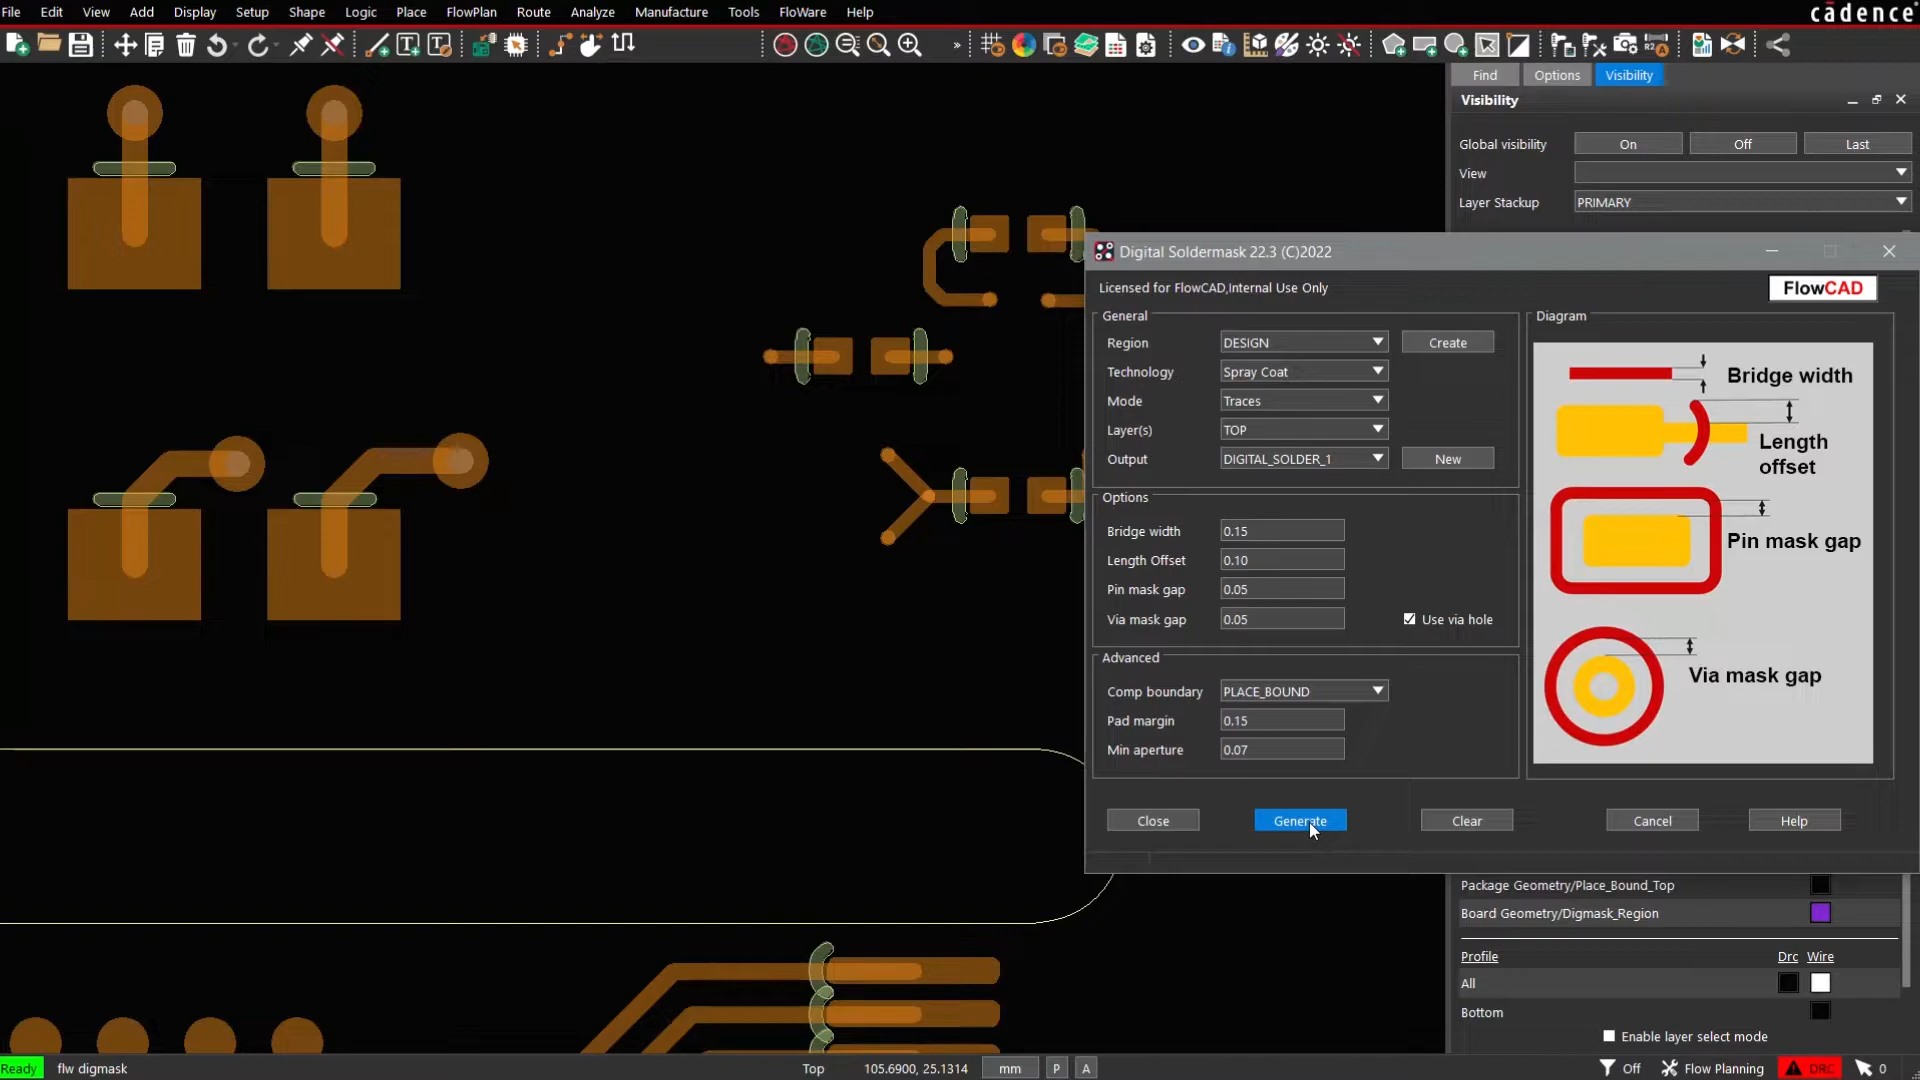 File Edit View Add Display Setup Shape Logic Place FlowPlan Route Analyze Manufacture Tools FloWare Help
cādence
Find Options Visibility
Visibility
Global visibility On Off Last
View
Layer Stackup PRIMARY
Digital Soldermask 22.3 (C)2022
Licensed for FlowCAD,Internal Use Only
FlowCAD
General
Region DESIGN Create
Technology Spray Coat
Mode Traces
Layer(s) TOP
Output DIGITAL_SOLDER_1 New
Options
Bridge width 0.15
Length Offset 0.10
Pin mask gap 0.05
Via mask gap 0.05 Use via hole
Advanced
Comp boundary PLACE_BOUND
Pad margin 0.15
Min aperture 0.07
Diagram
Bridge width
Length
offset
Pin mask gap
Via mask gap
Close Generate Clear Cancel Help
Package Geometry/Place_Bound_Top
Board Geometry/Digmask_Region
Profile Drc Wire
All
Bottom
Enable layer select mode
Ready flw digmask Top 105.6900, 25.1314 mm P A Off Flow Planning DRC 0